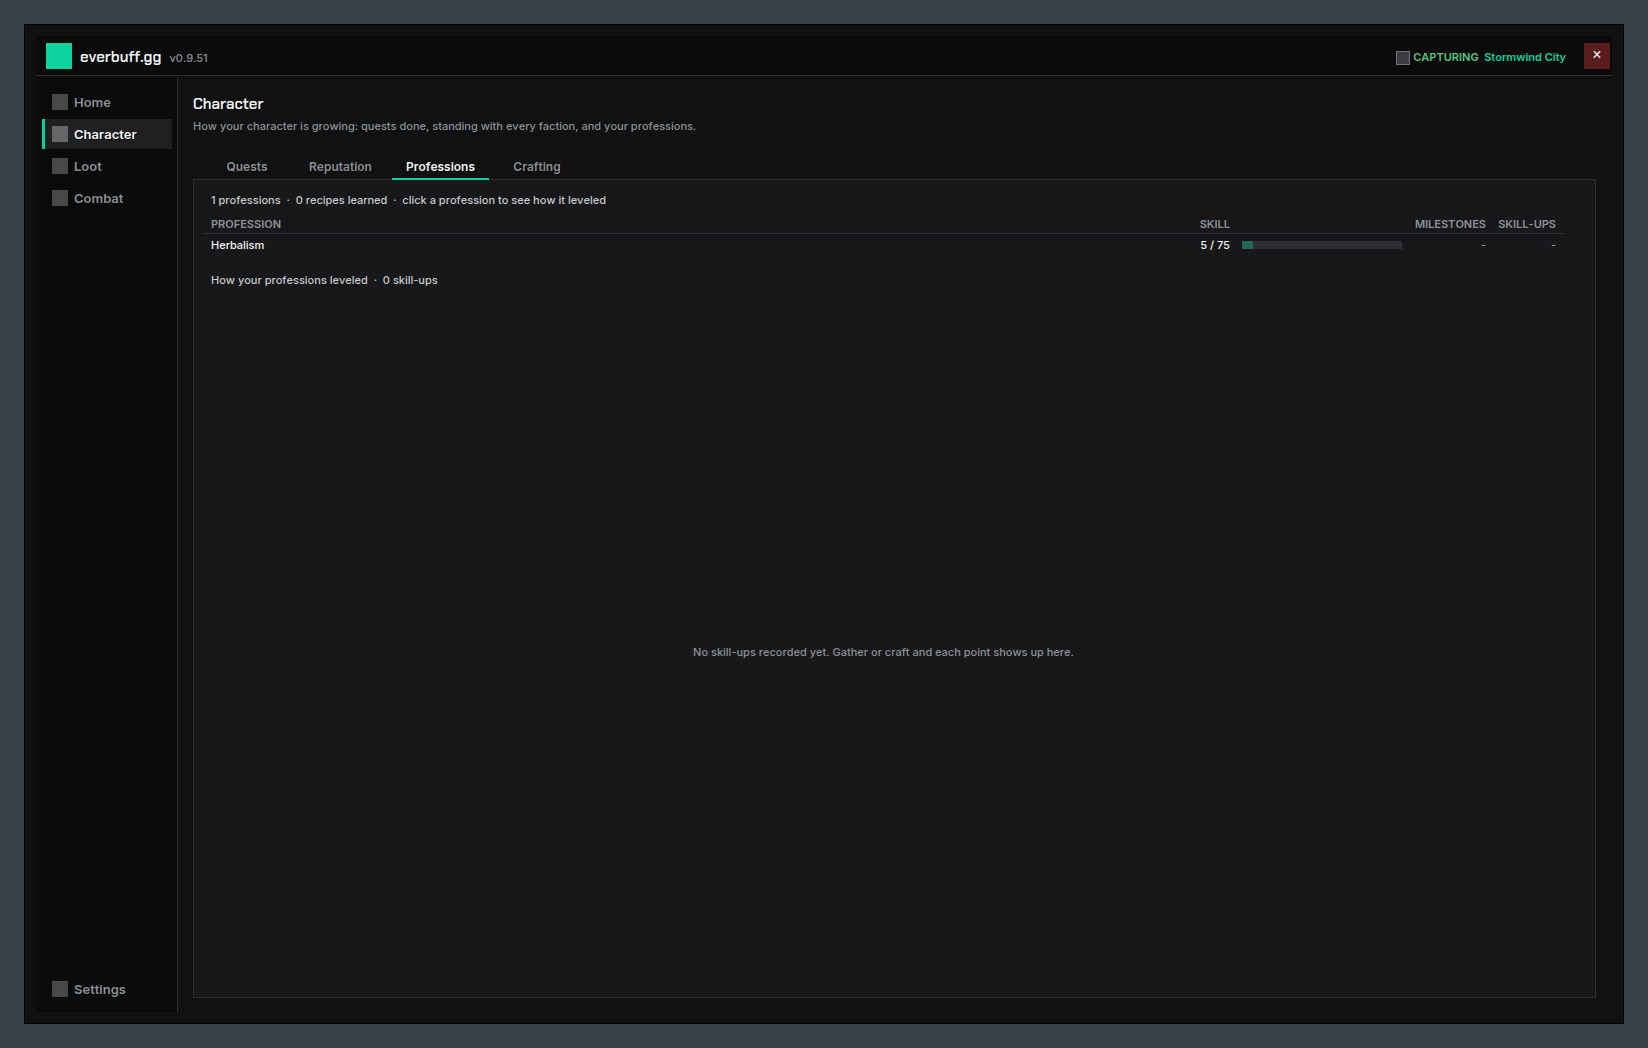 everbuff.gg v0.9.51
CAPTURING Stormwind City
×
Home
Character
Loot
Combat
Settings
Character
How your character is growing: quests done, standing with every faction, and your professions.
Quests Reputation Professions Crafting
1 professions · 0 recipes learned · click a profession to see how it leveled
PROFESSION SKILL MILESTONES SKILL-UPS
Herbalism 5 / 75 - -
How your professions leveled · 0 skill-ups
No skill-ups recorded yet. Gather or craft and each point shows up here.